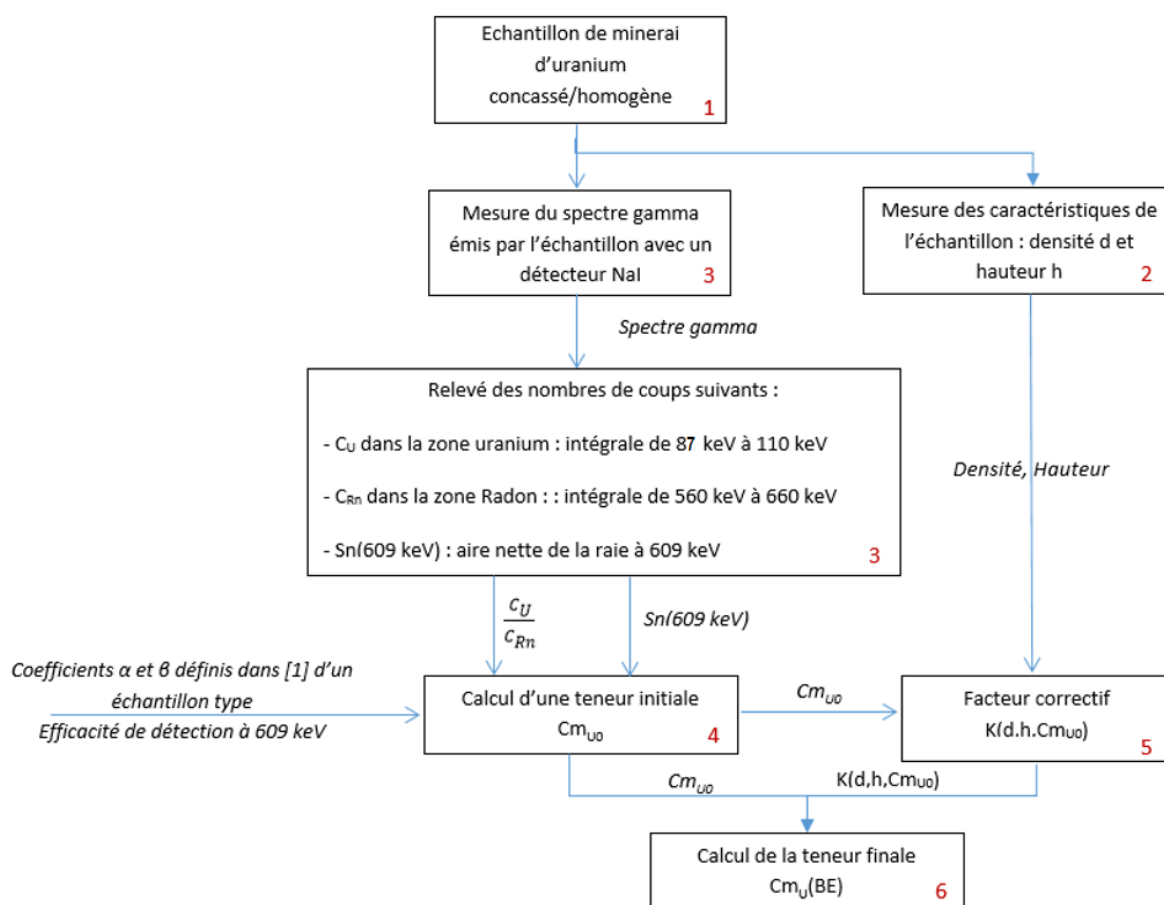 Echantillon de minerai
d’uranium
concassé/homogène
1
Mesure du spectre gamma
émis par l’échantillon avec un
détecteur NaI
3
Mesure des caractéristiques de
l’échantillon : densité d et
hauteur h
2
Spectre gamma
Relevé des nombres de coups suivants :
- CU dans la zone uranium : intégrale de 87 keV à 110 keV
- CRn dans la zone Radon : : intégrale de 560 keV à 660 keV
- Sn(609 keV) : aire nette de la raie à 609 keV
3
Densité, Hauteur
CU
CRn
Sn(609 keV)
Coefficients α et β définis dans [1] d’un
échantillon type
Efficacité de détection à 609 keV
Calcul d’une teneur initiale
CmU0
4
CmU0
Facteur correctif
K(d.h.CmU0)
5
CmU0
K(d,h,CmU0)
Calcul de la teneur finale
CmU(BE)
6